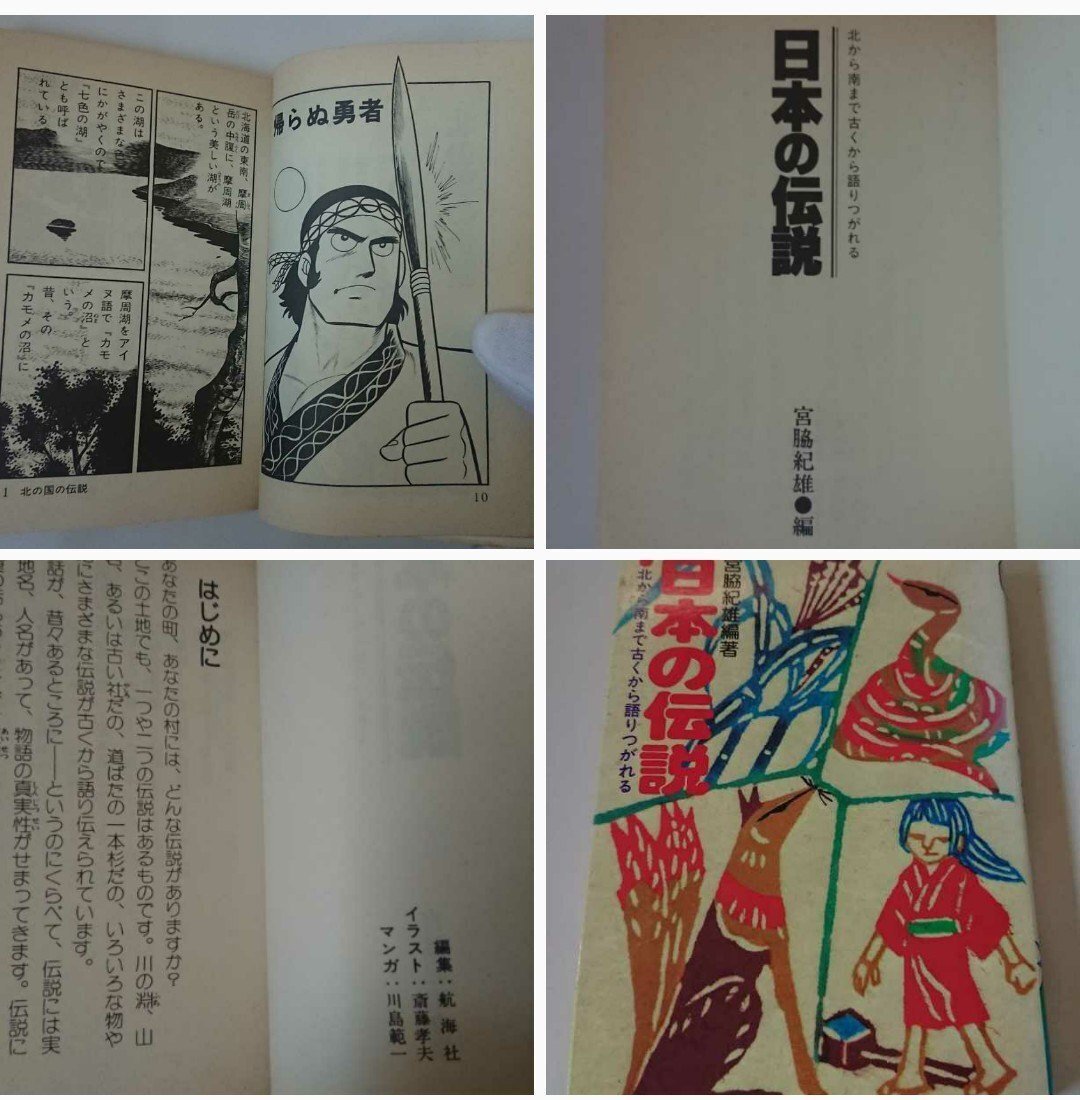 帰らぬ勇者
北海道の東南、摩周
岳の中腹に、摩周湖
という美しい湖が
ある。
この湖は
さまざまな色
にかがやくので
『七色の湖』
とも呼ば
れている
摩周湖をアイ
ヌ語で『カモ
メの沼』と
いう。
昔、その
『カモメの沼』に
1 北の国の伝説
10
北から南まで古くから語りつがれる
日本の伝説
宮脇紀雄●編
編集：航海社
イラスト：斎藤孝夫
マンガ：川島範一
はじめに
あなたの町、あなたの村には、どんな伝説がありますか？
どこの土地でも、一つや二つの伝説はあるものです。川の淵、山
々、あるいは古い社だの、道ばたの一本杉だの、いろいろな物や
にさまざまな伝説が古くから語り伝えられています。
話が、昔々あるところに――というのにくらべて、伝説には実
地名、人名があって、物語の真実性がせまってきます。伝説に
宮脇紀雄編著
日本の伝説
北から南まで古くから語りつがれる